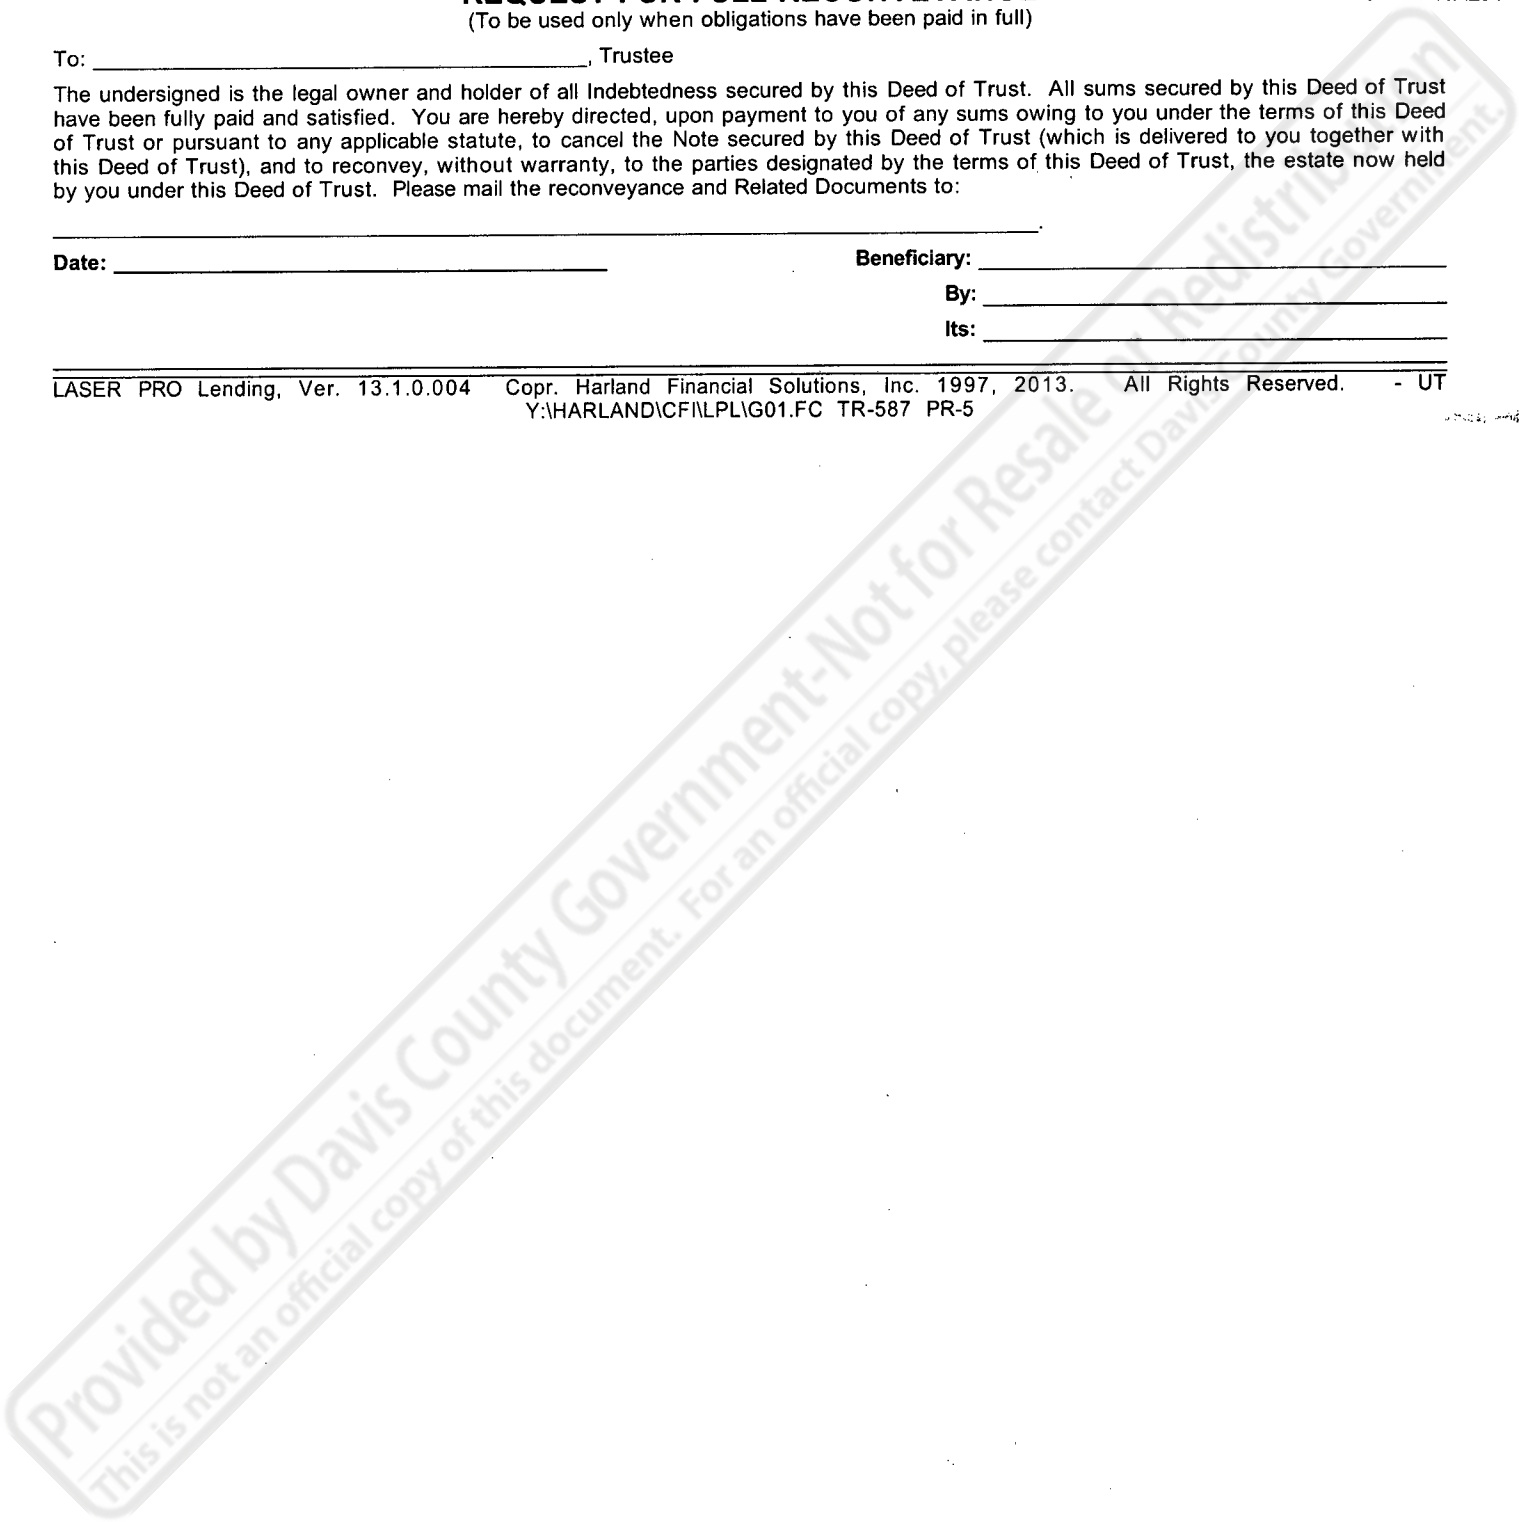 REQUEST FOR FULL RECONVEYANCE
(To be used only when obligations have been paid in full)
To: , Trustee
The undersigned is the legal owner and holder of all Indebtedness secured by this Deed of Trust. All sums secured by this Deed of Trust
have been fully paid and satisfied. You are hereby directed, upon payment to you of any sums owing to you under the terms of this Deed
of Trust or pursuant to any applicable statute, to cancel the Note secured by this Deed of Trust (which is delivered to you together with
this Deed of Trust), and to reconvey, without warranty, to the parties designated by the terms of this Deed of Trust, the estate now held
by you under this Deed of Trust. Please mail the reconveyance and Related Documents to:
.
Date: Beneficiary:
By:
Its:
LASER PRO Lending, Ver. 13.1.0.004 Copr. Harland Financial Solutions, Inc. 1997, 2013. All Rights Reserved. - UT
Y:\HARLAND\CFI\LPL\G01.FC TR-587 PR-5
Provided by Davis County Government-Not for Resale or Redistribution
This is not an official copy of this document. For an official copy, please contact Davis County Government.